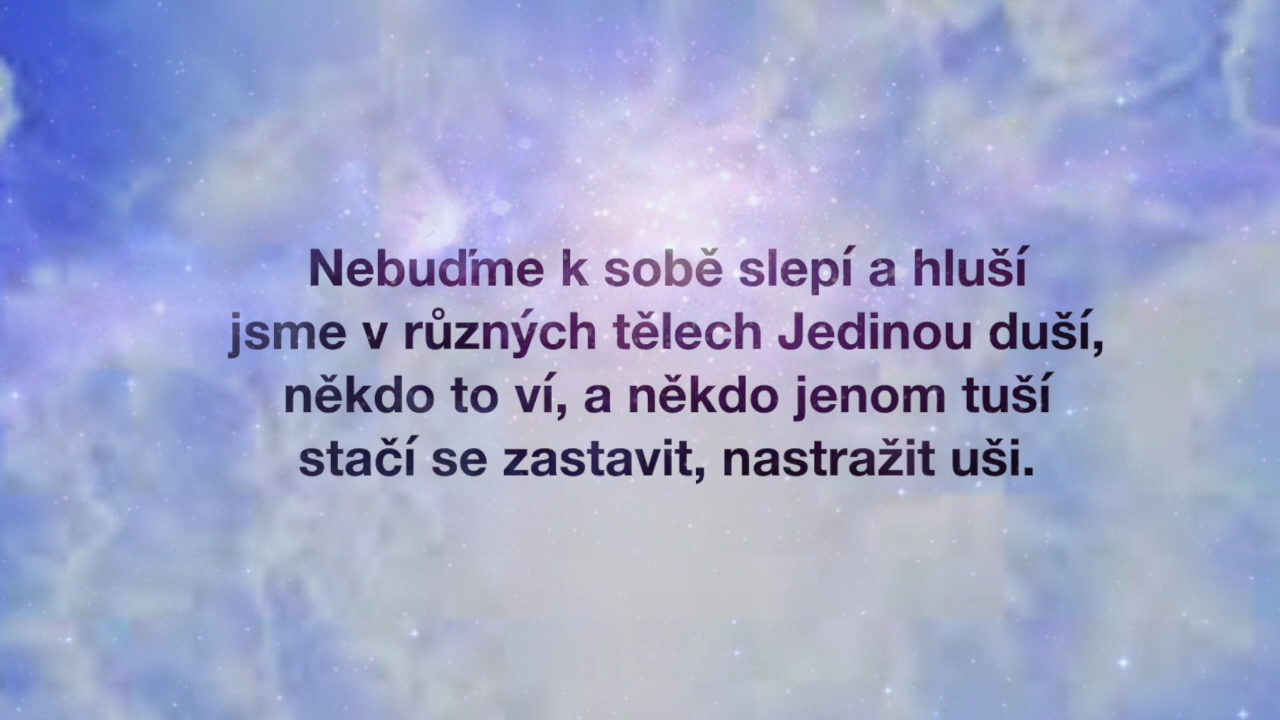 Nebuďme k sobě slepí a hluší
jsme v různých tělech Jedinou duší,
někdo to ví, a někdo jenom tuší
stačí se zastavit, nastražit uši.